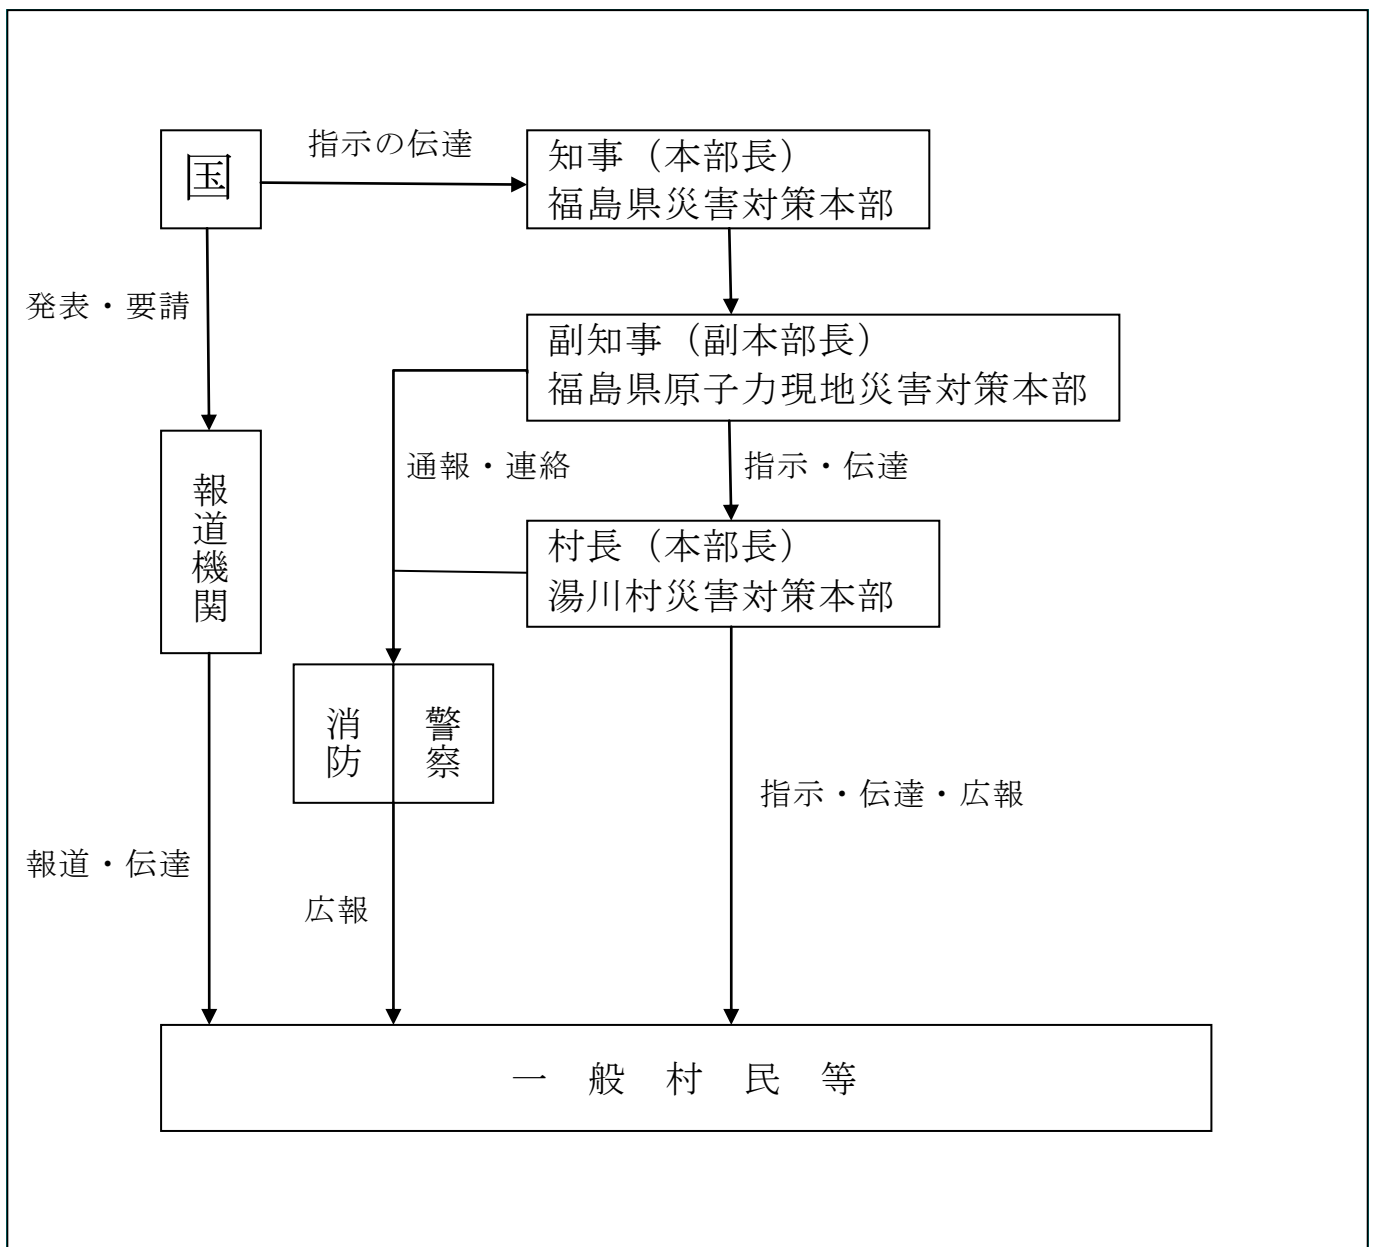 国
指示の伝達
知事（本部長）
福島県災害対策本部
発表・要請
副知事（副本部長）
福島県原子力現地災害対策本部
通報・連絡
指示・伝達
報道機関
村長（本部長）
湯川村災害対策本部
消防
警察
指示・伝達・広報
報道・伝達
広報
一般村民等